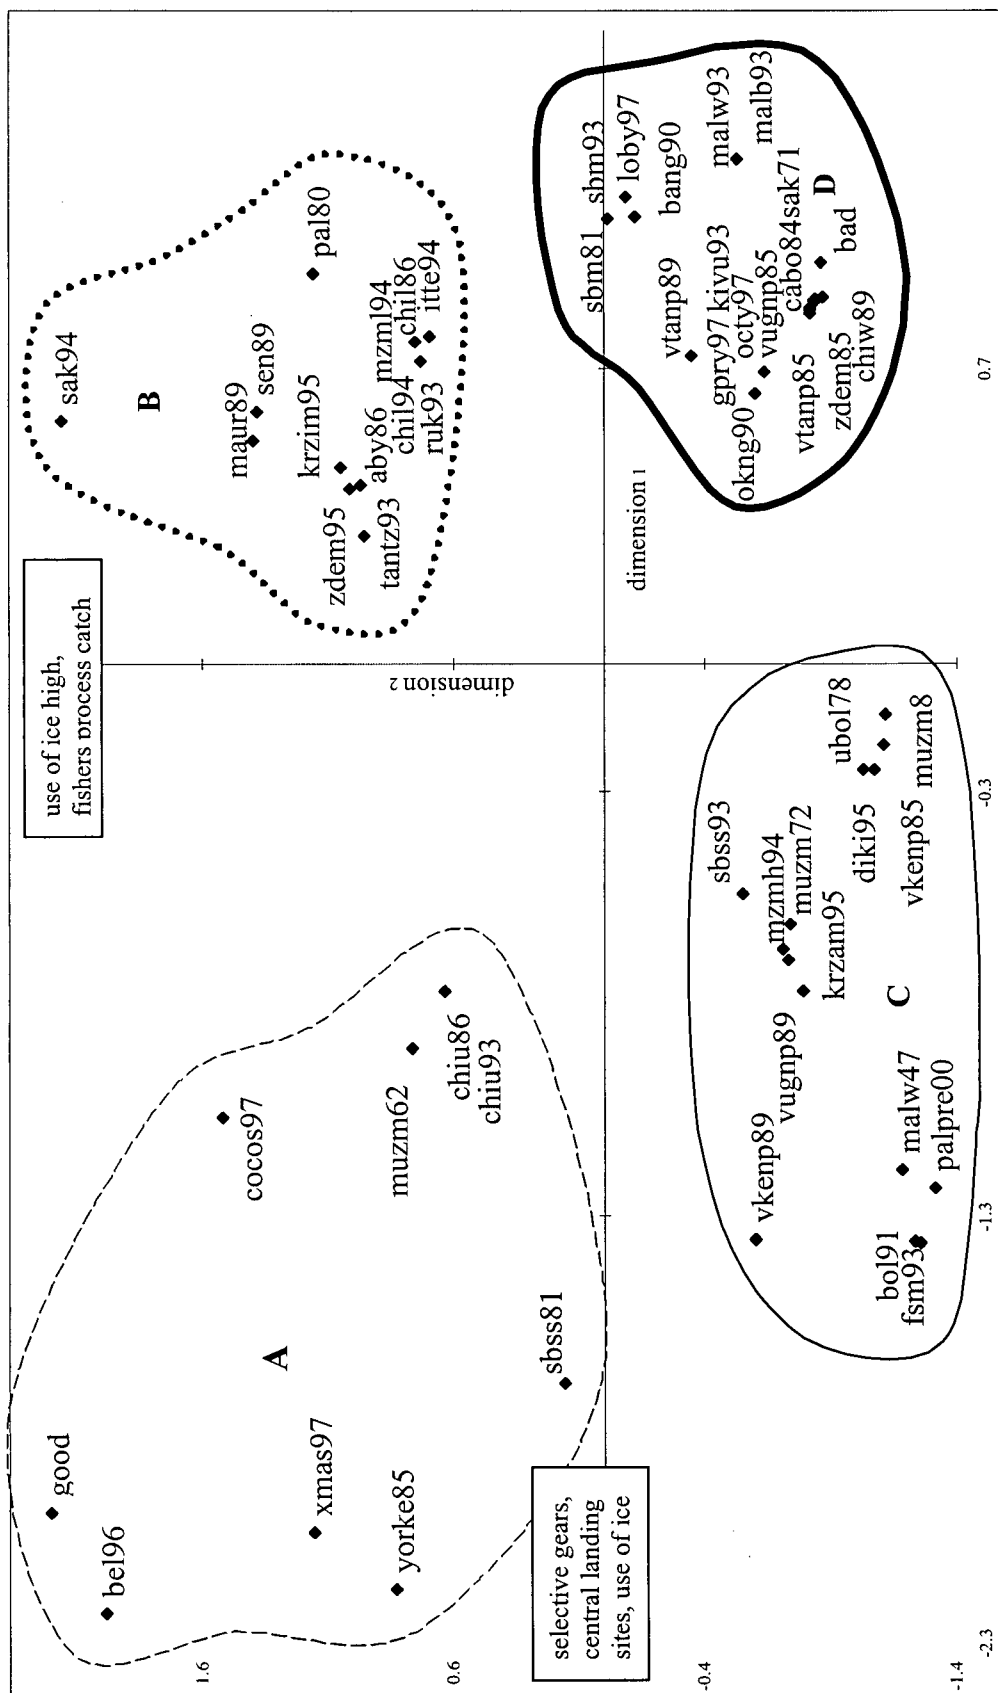 use of ice high,
fishers process catch
selective gears,
central landing
sites, use of ice
dimension 2
dimension 1
1.6
0.6
-0.4
-1.4
-2.3
-1.3
-0.3
0.7
A
good
bel96
xmas97
yorke85
sbss81
cocos97
muzm62
chiu86
chiu93
B
sak94
maur89
sen89
pal80
krzim95
zdem95
aby86
tantz93
mzml94
chil86
chil94
itte94
ruk93
C
sbss93
mzmh94
muzm72
vugnp89
krzam95
vkenp89
ubol78
diki95
vkenp85
muzm8
malw47
palpre00
bol91
fsm93
D
sbm81
sbm93
loby97
bang90
vtanp89
malw93
malb93
gpry97
kivu93
octy97
okng90
vugnp85
cabo84
sak71
vtanp85
zdem85
chiw89
bad